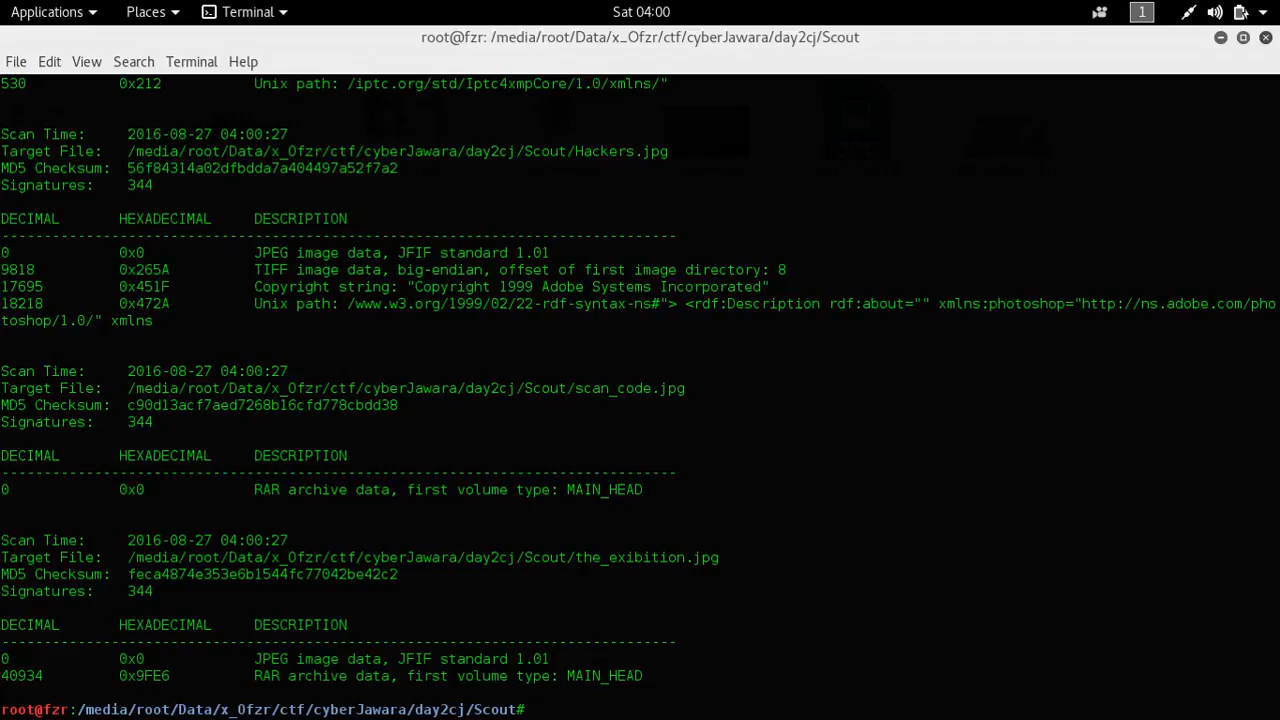 Applications Places Terminal Sat 04:00 1
root@fzr: /media/root/Data/x_Ofzr/ctf/cyberJawara/day2cj/Scout
File Edit View Search Terminal Help
530 0x212 Unix path: /iptc.org/std/Iptc4xmpCore/1.0/xmlns/"
Scan Time: 2016-08-27 04:00:27
Target File: /media/root/Data/x_Ofzr/ctf/cyberJawara/day2cj/Scout/Hackers.jpg
MD5 Checksum: 56f84314a02dfbdda7a404497a52f7a2
Signatures: 344
DECIMAL HEXADECIMAL DESCRIPTION
--------------------------------------------------------------------------------
0 0x0 JPEG image data, JFIF standard 1.01
9818 0x265A TIFF image data, big-endian, offset of first image directory: 8
17695 0x451F Copyright string: "Copyright 1999 Adobe Systems Incorporated"
18218 0x472A Unix path: /www.w3.org/1999/02/22-rdf-syntax-ns#"> <rdf:Description rdf:about="" xmlns:photoshop="http://ns.adobe.com/pho
toshop/1.0/" xmlns
Scan Time: 2016-08-27 04:00:27
Target File: /media/root/Data/x_Ofzr/ctf/cyberJawara/day2cj/Scout/scan_code.jpg
MD5 Checksum: c90d13acf7aed7268b16cfd778cbdd38
Signatures: 344
DECIMAL HEXADECIMAL DESCRIPTION
--------------------------------------------------------------------------------
0 0x0 RAR archive data, first volume type: MAIN_HEAD
Scan Time: 2016-08-27 04:00:27
Target File: /media/root/Data/x_Ofzr/ctf/cyberJawara/day2cj/Scout/the_exibition.jpg
MD5 Checksum: feca4874e353e6b1544fc77042be42c2
Signatures: 344
DECIMAL HEXADECIMAL DESCRIPTION
--------------------------------------------------------------------------------
0 0x0 JPEG image data, JFIF standard 1.01
40934 0x9FE6 RAR archive data, first volume type: MAIN_HEAD
root@fzr:/media/root/Data/x_Ofzr/ctf/cyberJawara/day2cj/Scout#